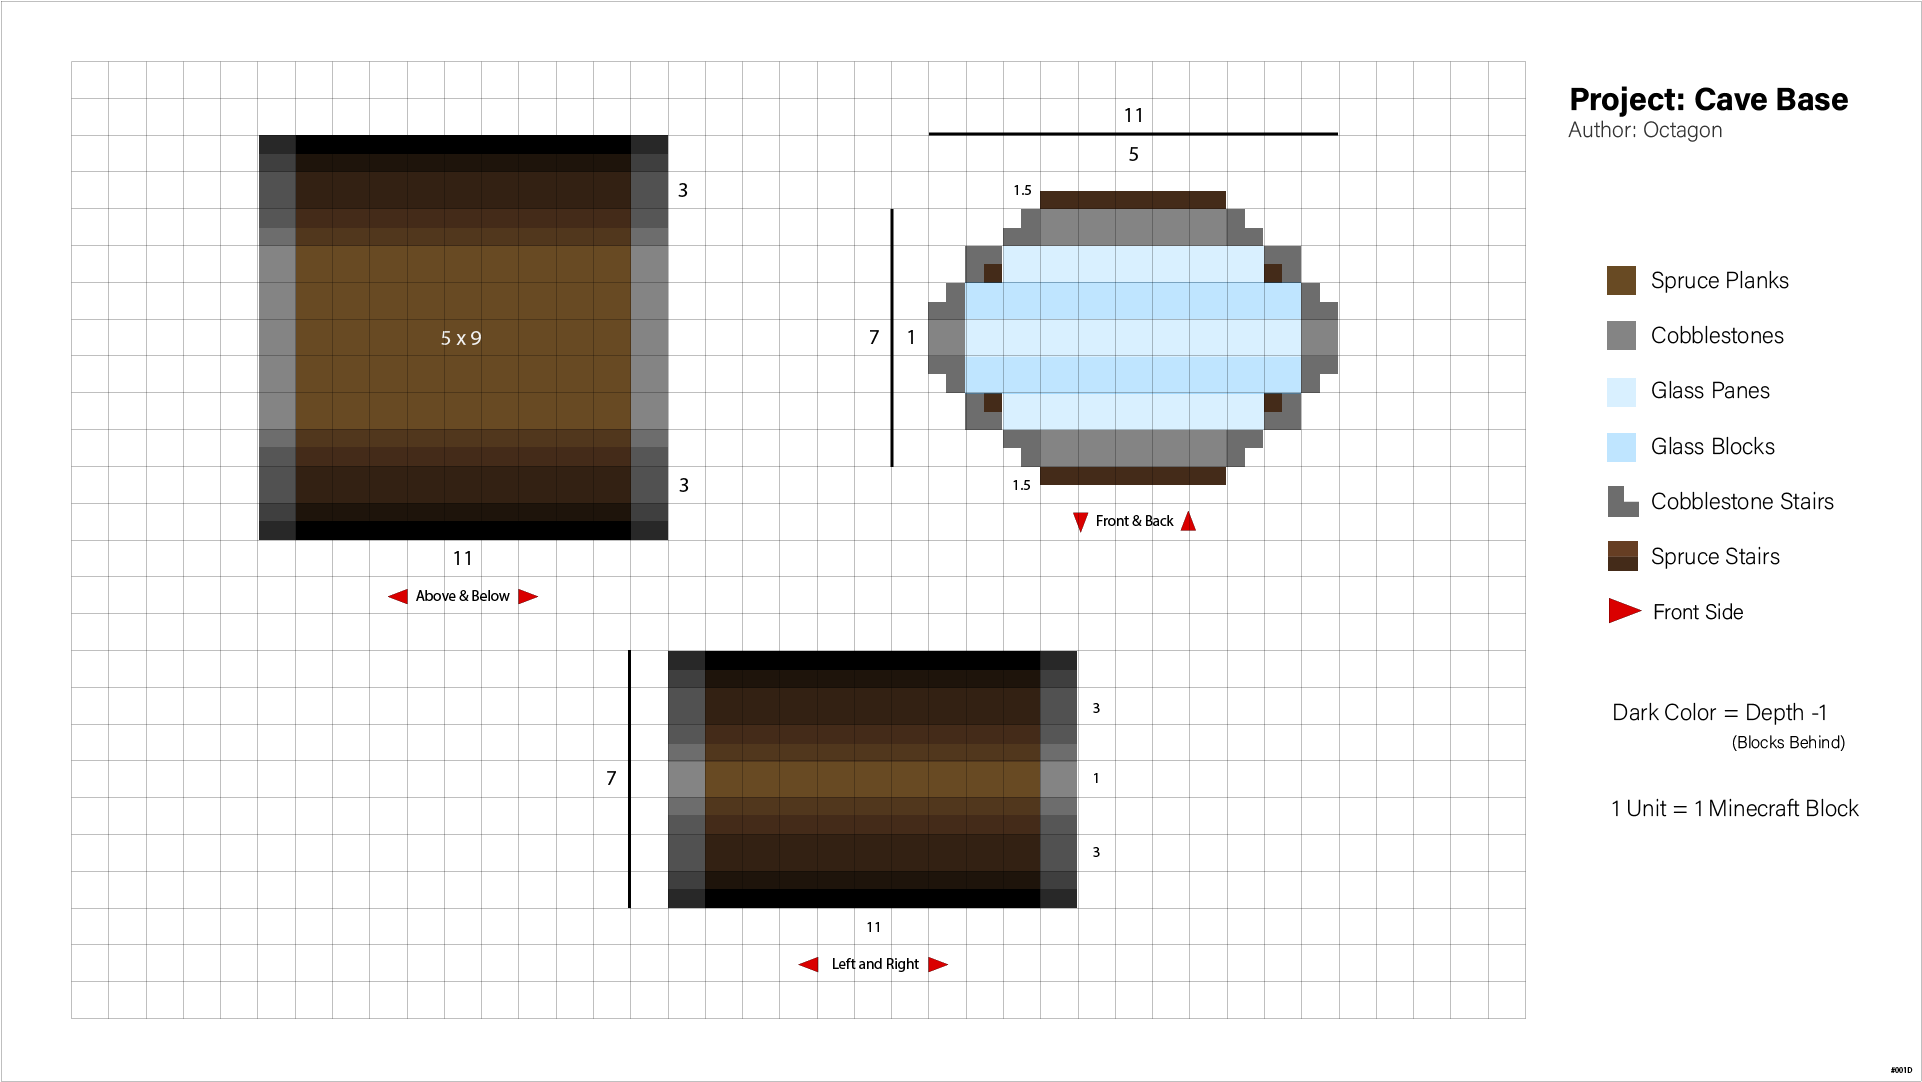 Project: Cave Base
Author: Octagon
11
5
1.5
7
1
1.5
Front & Back
3
5 x 9
3
11
Above & Below
7
3
1
3
11
Left and Right
Spruce Planks
Cobblestones
Glass Panes
Glass Blocks
Cobblestone Stairs
Spruce Stairs
Front Side
Dark Color = Depth -1
(Blocks Behind)
1 Unit = 1 Minecraft Block
#001D